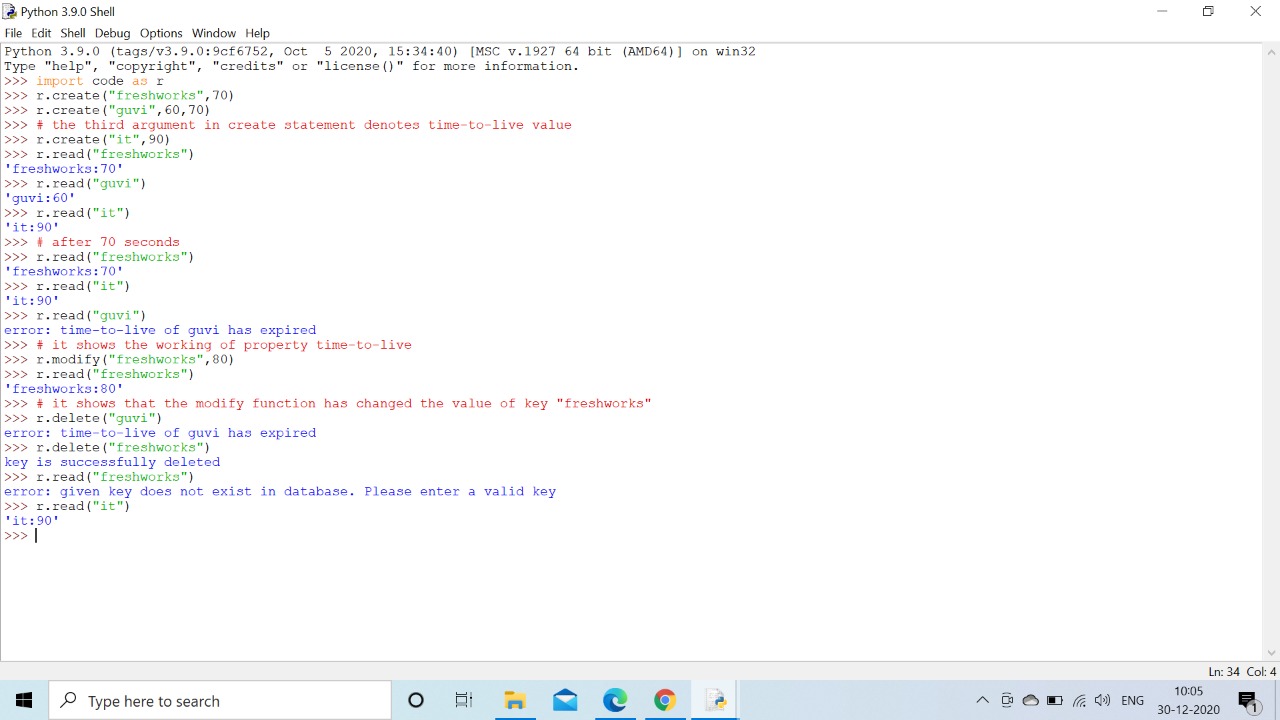 Python 3.9.0 Shell
File Edit Shell Debug Options Window Help
Python 3.9.0 (tags/v3.9.0:9cf6752, Oct  5 2020, 15:34:40) [MSC v.1927 64 bit (AMD64)] on win32
Type "help", "copyright", "credits" or "license()" for more information.
>>> import code as r
>>> r.create("freshworks",70)
>>> r.create("guvi",60,70)
>>> # the third argument in create statement denotes time-to-live value
>>> r.create("it",90)
>>> r.read("freshworks")
'freshworks:70'
>>> r.read("guvi")
'guvi:60'
>>> r.read("it")
'it:90'
>>> # after 70 seconds
>>> r.read("freshworks")
'freshworks:70'
>>> r.read("it")
'it:90'
>>> r.read("guvi")
error: time-to-live of guvi has expired
>>> # it shows the working of property time-to-live
>>> r.modify("freshworks",80)
>>> r.read("freshworks")
'freshworks:80'
>>> # it shows that the modify function has changed the value of key "freshworks"
>>> r.delete("guvi")
error: time-to-live of guvi has expired
>>> r.delete("freshworks")
key is successfully deleted
>>> r.read("freshworks")
error: given key does not exist in database. Please enter a valid key
>>> r.read("it")
'it:90'
>>>
Ln: 34 Col: 4
Type here to search
ENG
10:05
30-12-2020
1